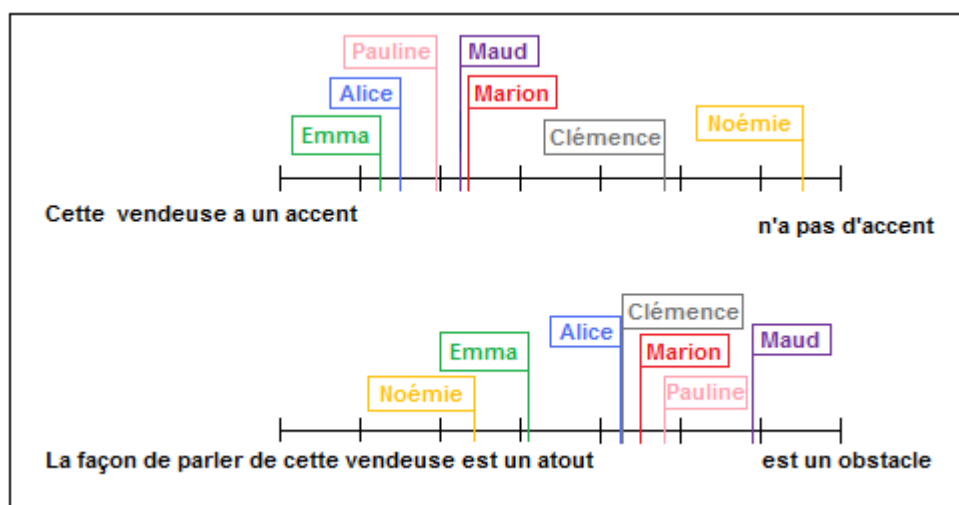 Pauline
Maud
Alice
Marion
Emma
Clémence
Noémie
Cette vendeuse a un accent
n'a pas d'accent
Clémence
Alice
Emma
Marion
Maud
Noémie
Pauline
La façon de parler de cette vendeuse est un atout
est un obstacle